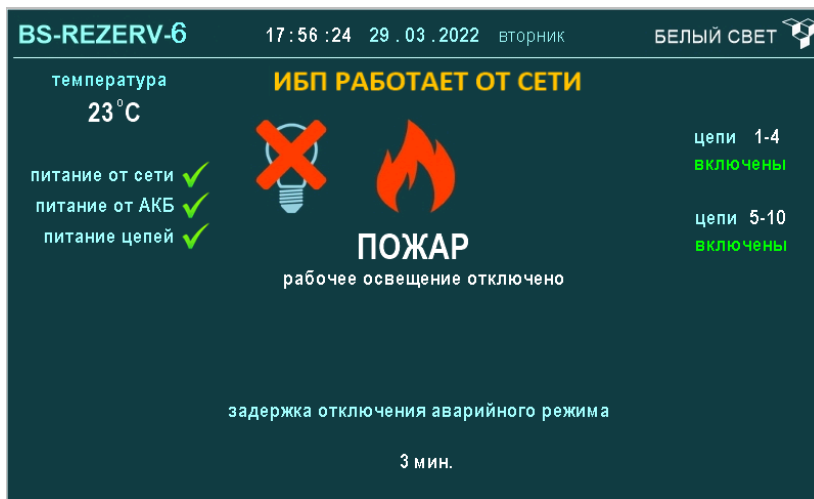 BS-REZERV-6 17:56:24 29.03.2022 вторник БЕЛЫЙ СВЕТ
температура
23°C
ИБП РАБОТАЕТ ОТ СЕТИ
питание от сети
питание от АКБ
питание цепей
ПОЖАР
рабочее освещение отключено
цепи 1-4
включены
цепи 5-10
включены
задержка отключения аварийного режима
3 мин.